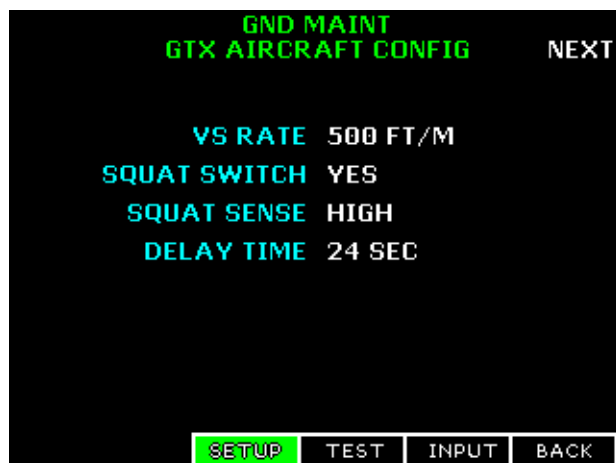 GND MAINT
GTX AIRCRAFT CONFIG NEXT
VS RATE 500 FT/M
SQUAT SWITCH YES
SQUAT SENSE HIGH
DELAY TIME 24 SEC
SETUP TEST INPUT BACK